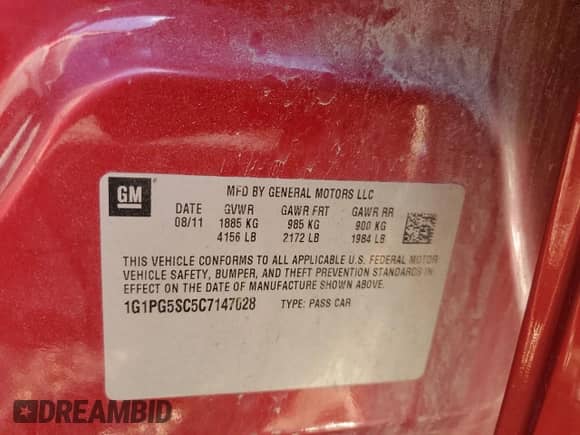 GM
MFD BY GENERAL MOTORS LLC
DATE GVWR GAWR FRT GAWR RR
08/11 1885 KG 985 KG 900 KG
4156 LB 2172 LB 1984 LB
THIS VEHICLE CONFORMS TO ALL APPLICABLE U.S. FEDERAL MOTOR
VEHICLE SAFETY, BUMPER, AND THEFT PREVENTION STANDARDS IN
EFFECT ON THE DATE OF MANUFACTURE SHOWN ABOVE.
1G1PG5SC5C7147028 TYPE: PASS CAR
DREAMBID